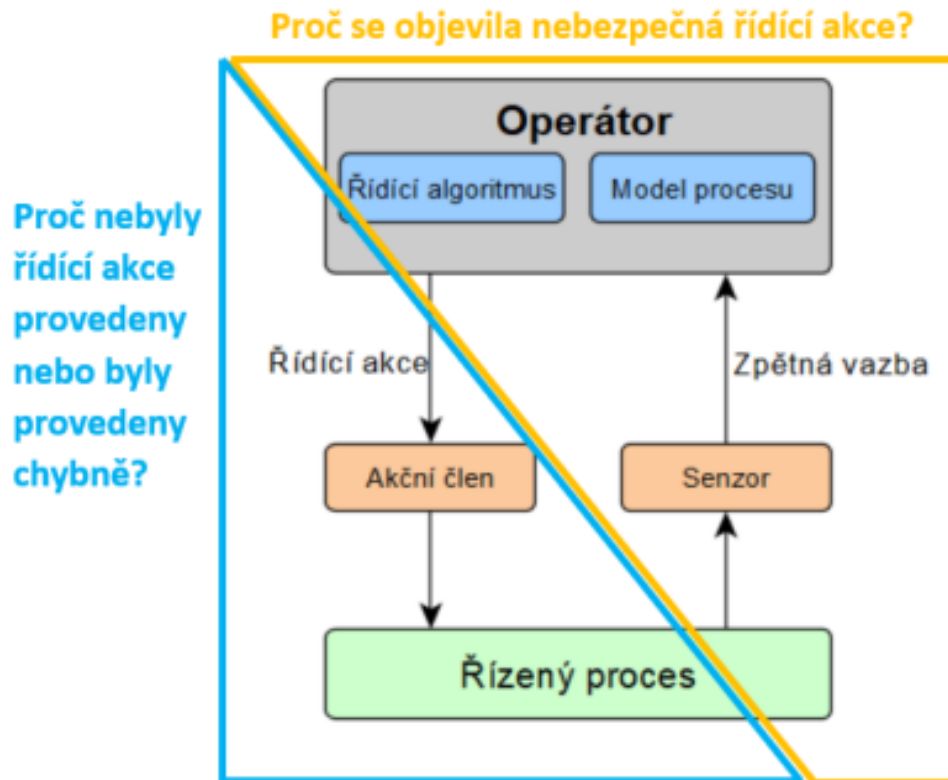 Proč se objevila nebezpečná řídící akce?
Operátor
Řídící algoritmus
Model procesu
Proč nebyly
řídící akce
provedeny
nebo byly
provedeny
chybně?
Řídící akce
Zpětná vazba
Akční člen
Senzor
Řízený proces